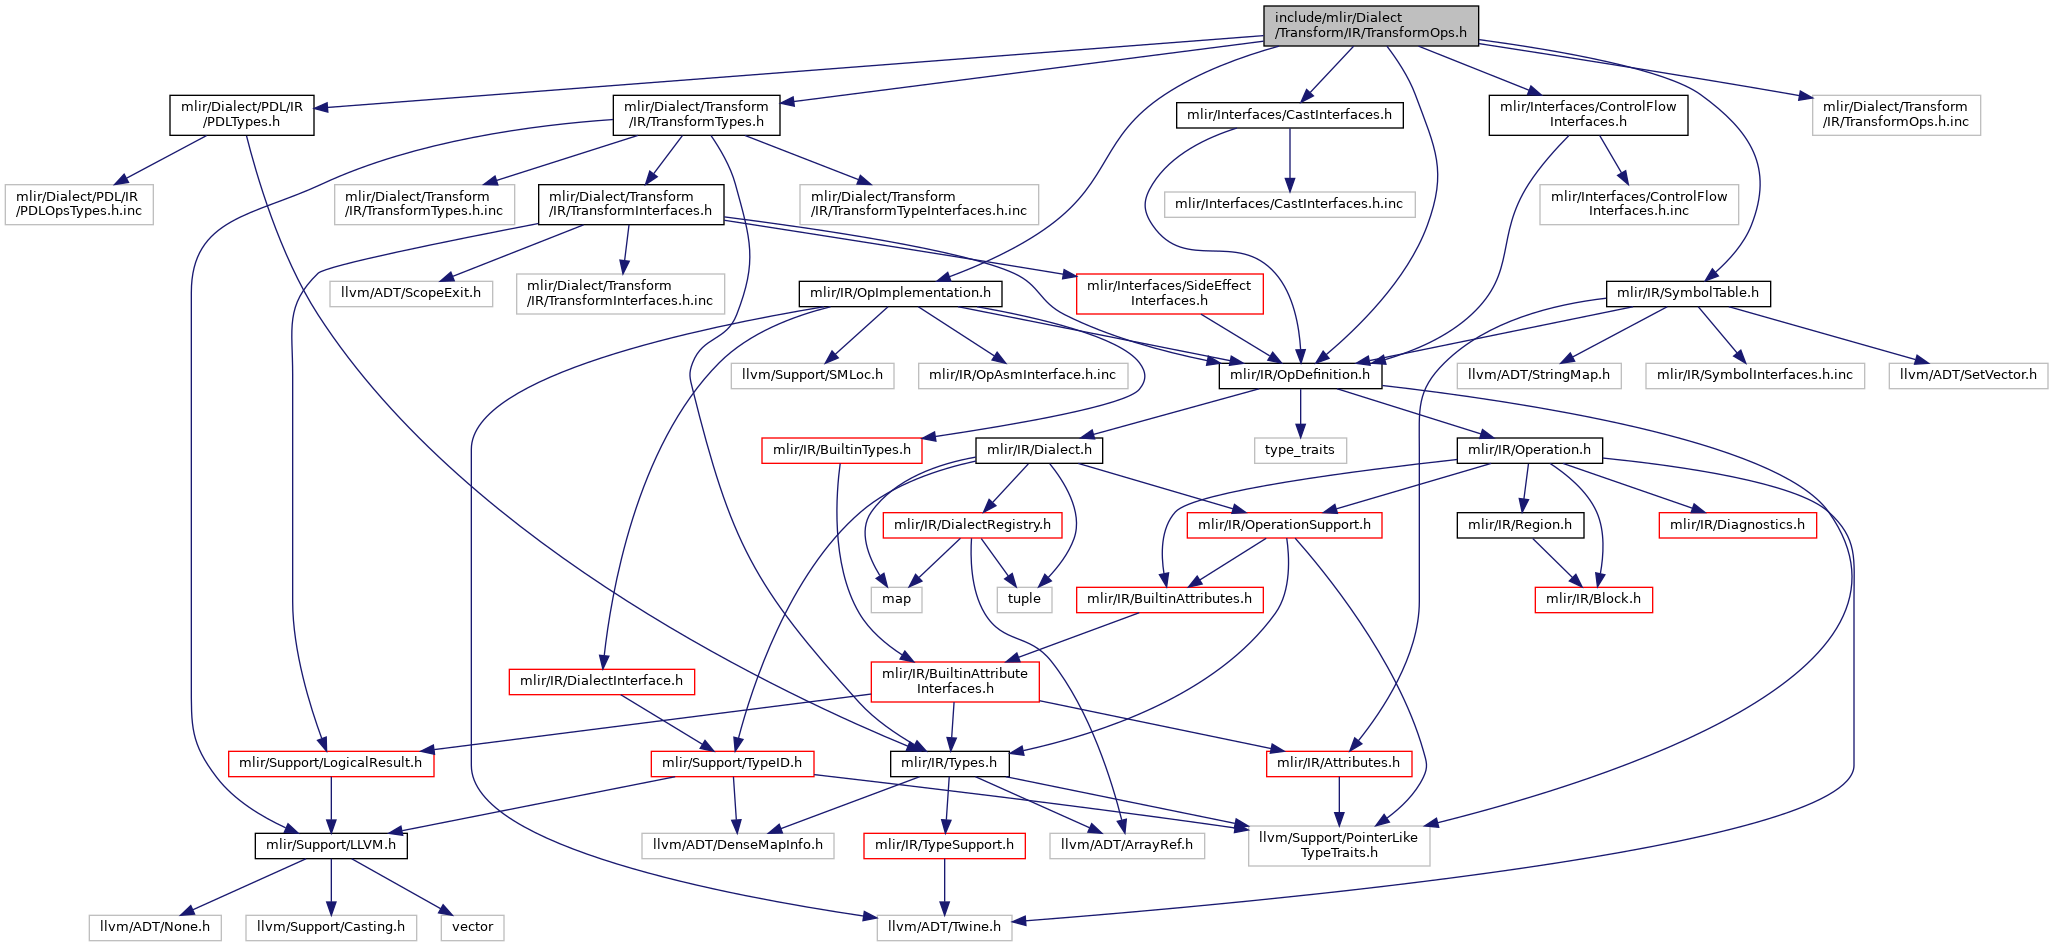 include/mlir/Dialect
/Transform/IR/TransformOps.h
mlir/Dialect/PDL/IR
/PDLTypes.h
mlir/Dialect/Transform
/IR/TransformTypes.h
mlir/Interfaces/CastInterfaces.h
mlir/Interfaces/ControlFlow
Interfaces.h
mlir/Dialect/Transform
/IR/TransformOps.h.inc
mlir/Dialect/PDL/IR
/PDLOpsTypes.h.inc
mlir/Dialect/Transform
/IR/TransformTypes.h.inc
mlir/Dialect/Transform
/IR/TransformInterfaces.h
mlir/Dialect/Transform
/IR/TransformTypeInterfaces.h.inc
mlir/Interfaces/CastInterfaces.h.inc
mlir/Interfaces/ControlFlow
Interfaces.h.inc
llvm/ADT/ScopeExit.h
mlir/Dialect/Transform
/IR/TransformInterfaces.h.inc
mlir/IR/OpImplementation.h
mlir/Interfaces/SideEffect
Interfaces.h
mlir/IR/SymbolTable.h
llvm/Support/SMLoc.h
mlir/IR/OpAsmInterface.h.inc
mlir/IR/OpDefinition.h
llvm/ADT/StringMap.h
mlir/IR/SymbolInterfaces.h.inc
llvm/ADT/SetVector.h
mlir/IR/BuiltinTypes.h
mlir/IR/Dialect.h
type_traits
mlir/IR/Operation.h
mlir/IR/DialectRegistry.h
mlir/IR/OperationSupport.h
mlir/IR/Region.h
mlir/IR/Diagnostics.h
map
tuple
mlir/IR/BuiltinAttributes.h
mlir/IR/Block.h
mlir/IR/DialectInterface.h
mlir/IR/BuiltinAttribute
Interfaces.h
mlir/Support/LogicalResult.h
mlir/Support/TypeID.h
mlir/IR/Types.h
mlir/IR/Attributes.h
mlir/Support/LLVM.h
llvm/ADT/DenseMapInfo.h
mlir/IR/TypeSupport.h
llvm/ADT/ArrayRef.h
llvm/Support/PointerLike
TypeTraits.h
llvm/ADT/None.h
llvm/Support/Casting.h
vector
llvm/ADT/Twine.h